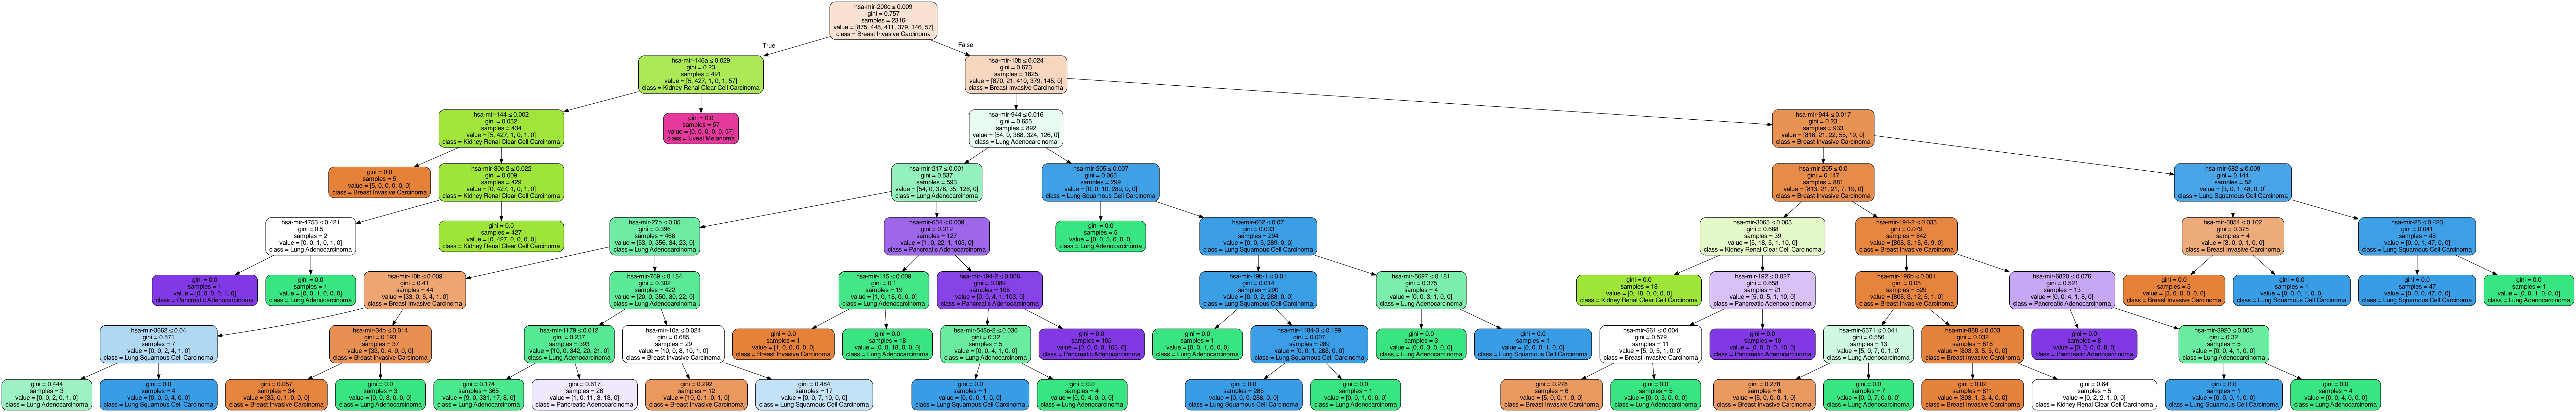 hsa-mir-200c ≤ 0.009
gini = 0.757
samples = 2316
value = [875, 448, 411, 379, 146, 57]
class = Breast Invasive Carcinoma
True
False
hsa-mir-146a ≤ 0.029
gini = 0.23
samples = 491
value = [5, 427, 1, 0, 1, 57]
class = Kidney Renal Clear Cell Carcinoma
hsa-mir-10b ≤ 0.024
gini = 0.673
samples = 1825
value = [870, 21, 410, 379, 145, 0]
class = Breast Invasive Carcinoma
hsa-mir-144 ≤ 0.002
gini = 0.032
samples = 434
value = [5, 427, 1, 0, 1, 0]
class = Kidney Renal Clear Cell Carcinoma
gini = 0.0
samples = 57
value = [0, 0, 0, 0, 0, 57]
class = Uveal Melanoma
hsa-mir-944 ≤ 0.016
gini = 0.655
samples = 892
value = [54, 0, 388, 324, 126, 0]
class = Lung Adenocarcinoma
hsa-mir-944 ≤ 0.017
gini = 0.23
samples = 933
value = [816, 21, 22, 55, 19, 0]
class = Breast Invasive Carcinoma
gini = 0.0
samples = 5
value = [5, 0, 0, 0, 0, 0]
class = Breast Invasive Carcinoma
hsa-mir-30c-2 ≤ 0.022
gini = 0.009
samples = 429
value = [0, 427, 1, 0, 1, 0]
class = Kidney Renal Clear Cell Carcinoma
hsa-mir-217 ≤ 0.001
gini = 0.537
samples = 593
value = [54, 0, 378, 35, 126, 0]
class = Lung Adenocarcinoma
hsa-mir-205 ≤ 0.007
gini = 0.065
samples = 299
value = [0, 0, 10, 289, 0, 0]
class = Lung Squamous Cell Carcinoma
hsa-mir-205 ≤ 0.0
gini = 0.147
samples = 881
value = [813, 21, 21, 7, 19, 0]
class = Breast Invasive Carcinoma
hsa-mir-582 ≤ 0.009
gini = 0.144
samples = 52
value = [3, 0, 1, 48, 0, 0]
class = Lung Squamous Cell Carcinoma
hsa-mir-4753 ≤ 0.421
gini = 0.5
samples = 2
value = [0, 0, 1, 0, 1, 0]
class = Lung Adenocarcinoma
gini = 0.0
samples = 427
value = [0, 427, 0, 0, 0, 0]
class = Kidney Renal Clear Cell Carcinoma
hsa-mir-27b ≤ 0.05
gini = 0.396
samples = 466
value = [53, 0, 356, 34, 23, 0]
class = Lung Adenocarcinoma
hsa-mir-654 ≤ 0.009
gini = 0.312
samples = 127
value = [1, 0, 22, 1, 103, 0]
class = Pancreatic Adenocarcinoma
gini = 0.0
samples = 5
value = [0, 0, 5, 0, 0, 0]
class = Lung Adenocarcinoma
hsa-mir-662 ≤ 0.07
gini = 0.033
samples = 294
value = [0, 0, 5, 289, 0, 0]
class = Lung Squamous Cell Carcinoma
hsa-mir-3065 ≤ 0.003
gini = 0.688
samples = 39
value = [5, 18, 5, 1, 10, 0]
class = Kidney Renal Clear Cell Carcinoma
hsa-mir-194-2 ≤ 0.033
gini = 0.079
samples = 842
value = [808, 3, 16, 6, 9, 0]
class = Breast Invasive Carcinoma
hsa-mir-6854 ≤ 0.102
gini = 0.375
samples = 4
value = [3, 0, 0, 1, 0, 0]
class = Breast Invasive Carcinoma
hsa-mir-25 ≤ 0.423
gini = 0.041
samples = 48
value = [0, 0, 1, 47, 0, 0]
class = Lung Squamous Cell Carcinoma
gini = 0.0
samples = 1
value = [0, 0, 0, 0, 1, 0]
class = Pancreatic Adenocarcinoma
gini = 0.0
samples = 1
value = [0, 0, 1, 0, 0, 0]
class = Lung Adenocarcinoma
hsa-mir-10b ≤ 0.009
gini = 0.41
samples = 44
value = [33, 0, 6, 4, 1, 0]
class = Breast Invasive Carcinoma
hsa-mir-769 ≤ 0.184
gini = 0.302
samples = 422
value = [20, 0, 350, 30, 22, 0]
class = Lung Adenocarcinoma
hsa-mir-145 ≤ 0.009
gini = 0.1
samples = 19
value = [1, 0, 18, 0, 0, 0]
class = Lung Adenocarcinoma
hsa-mir-194-2 ≤ 0.006
gini = 0.089
samples = 108
value = [0, 0, 4, 1, 103, 0]
class = Pancreatic Adenocarcinoma
hsa-mir-19b-1 ≤ 0.01
gini = 0.014
samples = 290
value = [0, 0, 2, 288, 0, 0]
class = Lung Squamous Cell Carcinoma
hsa-mir-5697 ≤ 0.181
gini = 0.375
samples = 4
value = [0, 0, 3, 1, 0, 0]
class = Lung Adenocarcinoma
gini = 0.0
samples = 18
value = [0, 18, 0, 0, 0, 0]
class = Kidney Renal Clear Cell Carcinoma
hsa-mir-192 ≤ 0.027
gini = 0.658
samples = 21
value = [5, 0, 5, 1, 10, 0]
class = Pancreatic Adenocarcinoma
hsa-mir-196b ≤ 0.001
gini = 0.05
samples = 829
value = [808, 3, 12, 5, 1, 0]
class = Breast Invasive Carcinoma
hsa-mir-6820 ≤ 0.076
gini = 0.521
samples = 13
value = [0, 0, 4, 1, 8, 0]
class = Pancreatic Adenocarcinoma
gini = 0.0
samples = 3
value = [3, 0, 0, 0, 0, 0]
class = Breast Invasive Carcinoma
gini = 0.0
samples = 1
value = [0, 0, 0, 1, 0, 0]
class = Lung Squamous Cell Carcinoma
gini = 0.0
samples = 47
value = [0, 0, 0, 47, 0, 0]
class = Lung Squamous Cell Carcinoma
gini = 0.0
samples = 1
value = [0, 0, 1, 0, 0, 0]
class = Lung Adenocarcinoma
hsa-mir-3662 ≤ 0.04
gini = 0.571
samples = 7
value = [0, 0, 2, 4, 1, 0]
class = Lung Squamous Cell Carcinoma
hsa-mir-34b ≤ 0.014
gini = 0.193
samples = 37
value = [33, 0, 4, 0, 0, 0]
class = Breast Invasive Carcinoma
hsa-mir-1179 ≤ 0.012
gini = 0.237
samples = 393
value = [10, 0, 342, 20, 21, 0]
class = Lung Adenocarcinoma
hsa-mir-10a ≤ 0.024
gini = 0.685
samples = 29
value = [10, 0, 8, 10, 1, 0]
class = Breast Invasive Carcinoma
gini = 0.0
samples = 1
value = [1, 0, 0, 0, 0, 0]
class = Breast Invasive Carcinoma
gini = 0.0
samples = 18
value = [0, 0, 18, 0, 0, 0]
class = Lung Adenocarcinoma
hsa-mir-548o-2 ≤ 0.036
gini = 0.32
samples = 5
value = [0, 0, 4, 1, 0, 0]
class = Lung Adenocarcinoma
gini = 0.0
samples = 103
value = [0, 0, 0, 0, 103, 0]
class = Pancreatic Adenocarcinoma
gini = 0.0
samples = 1
value = [0, 0, 1, 0, 0, 0]
class = Lung Adenocarcinoma
hsa-mir-1184-3 ≤ 0.199
gini = 0.007
samples = 289
value = [0, 0, 1, 288, 0, 0]
class = Lung Squamous Cell Carcinoma
gini = 0.0
samples = 3
value = [0, 0, 3, 0, 0, 0]
class = Lung Adenocarcinoma
gini = 0.0
samples = 1
value = [0, 0, 0, 1, 0, 0]
class = Lung Squamous Cell Carcinoma
hsa-mir-561 ≤ 0.004
gini = 0.579
samples = 11
value = [5, 0, 5, 1, 0, 0]
class = Breast Invasive Carcinoma
gini = 0.0
samples = 10
value = [0, 0, 0, 0, 10, 0]
class = Pancreatic Adenocarcinoma
hsa-mir-5571 ≤ 0.041
gini = 0.556
samples = 13
value = [5, 0, 7, 0, 1, 0]
class = Lung Adenocarcinoma
hsa-mir-888 ≤ 0.003
gini = 0.032
samples = 816
value = [803, 3, 5, 5, 0, 0]
class = Breast Invasive Carcinoma
gini = 0.0
samples = 8
value = [0, 0, 0, 0, 8, 0]
class = Pancreatic Adenocarcinoma
hsa-mir-3920 ≤ 0.005
gini = 0.32
samples = 5
value = [0, 0, 4, 1, 0, 0]
class = Lung Adenocarcinoma
gini = 0.444
samples = 3
value = [0, 0, 2, 0, 1, 0]
class = Lung Adenocarcinoma
gini = 0.0
samples = 4
value = [0, 0, 0, 4, 0, 0]
class = Lung Squamous Cell Carcinoma
gini = 0.057
samples = 34
value = [33, 0, 1, 0, 0, 0]
class = Breast Invasive Carcinoma
gini = 0.0
samples = 3
value = [0, 0, 3, 0, 0, 0]
class = Lung Adenocarcinoma
gini = 0.174
samples = 365
value = [9, 0, 331, 17, 8, 0]
class = Lung Adenocarcinoma
gini = 0.617
samples = 28
value = [1, 0, 11, 3, 13, 0]
class = Pancreatic Adenocarcinoma
gini = 0.292
samples = 12
value = [10, 0, 1, 0, 1, 0]
class = Breast Invasive Carcinoma
gini = 0.484
samples = 17
value = [0, 0, 7, 10, 0, 0]
class = Lung Squamous Cell Carcinoma
gini = 0.0
samples = 1
value = [0, 0, 0, 1, 0, 0]
class = Lung Squamous Cell Carcinoma
gini = 0.0
samples = 4
value = [0, 0, 4, 0, 0, 0]
class = Lung Adenocarcinoma
gini = 0.0
samples = 288
value = [0, 0, 0, 288, 0, 0]
class = Lung Squamous Cell Carcinoma
gini = 0.0
samples = 1
value = [0, 0, 1, 0, 0, 0]
class = Lung Adenocarcinoma
gini = 0.278
samples = 6
value = [5, 0, 0, 1, 0, 0]
class = Breast Invasive Carcinoma
gini = 0.0
samples = 5
value = [0, 0, 5, 0, 0, 0]
class = Lung Adenocarcinoma
gini = 0.278
samples = 6
value = [5, 0, 0, 0, 1, 0]
class = Breast Invasive Carcinoma
gini = 0.0
samples = 7
value = [0, 0, 7, 0, 0, 0]
class = Lung Adenocarcinoma
gini = 0.02
samples = 811
value = [803, 1, 3, 4, 0, 0]
class = Breast Invasive Carcinoma
gini = 0.64
samples = 5
value = [0, 2, 2, 1, 0, 0]
class = Kidney Renal Clear Cell Carcinoma
gini = 0.0
samples = 1
value = [0, 0, 0, 1, 0, 0]
class = Lung Squamous Cell Carcinoma
gini = 0.0
samples = 4
value = [0, 0, 4, 0, 0, 0]
class = Lung Adenocarcinoma